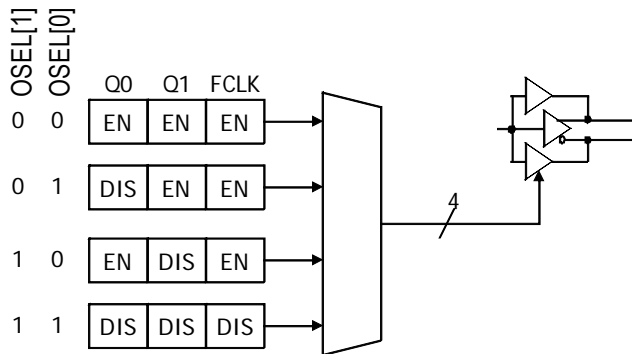 OSEL[1]
OSEL[0]
Q0 Q1 FCLK
0 0 EN EN EN
0 1 DIS EN EN
4
1 0 EN DIS EN
1 1 DIS DIS DIS